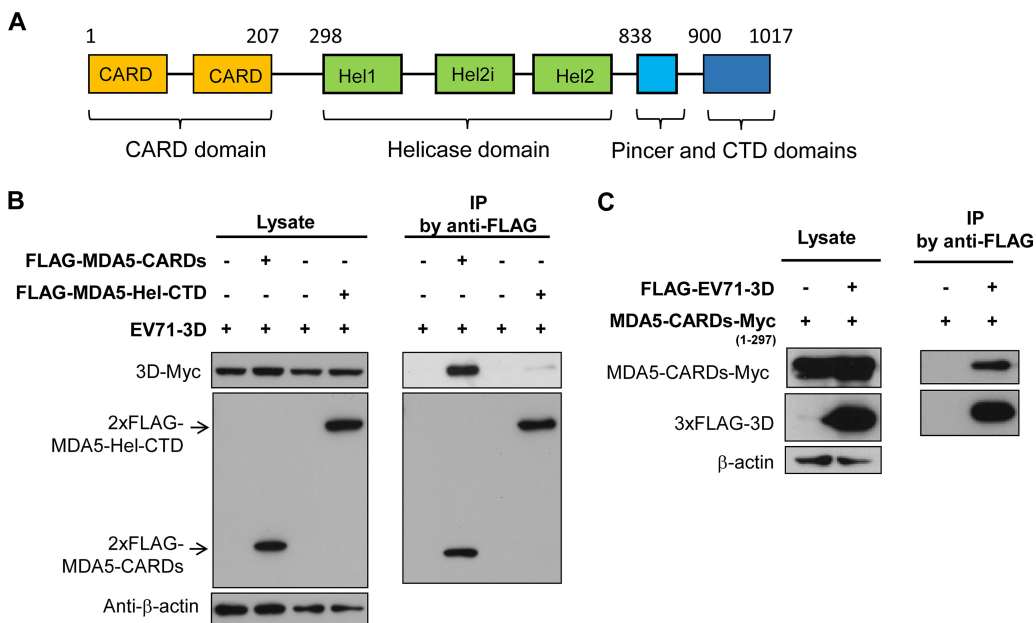 A
1 207 298 838 900 1017
CARD CARD Hel1 Hel2i Hel2
CARD domain Helicase domain Pincer and CTD domains
B
Lysate
IP
by anti-FLAG
FLAG-MDA5-CARDs - + - - - + - -
FLAG-MDA5-Hel-CTD - - - + - - - +
EV71-3D + + + + + + + +
3D-Myc
2xFLAG-
MDA5-Hel-CTD
2xFLAG-
MDA5-CARDs
Anti-β-actin
C
Lysate
IP
by anti-FLAG
FLAG-EV71-3D - + - +
MDA5-CARDs-Myc + + + +
(1-297)
MDA5-CARDs-Myc
3xFLAG-3D
β-actin